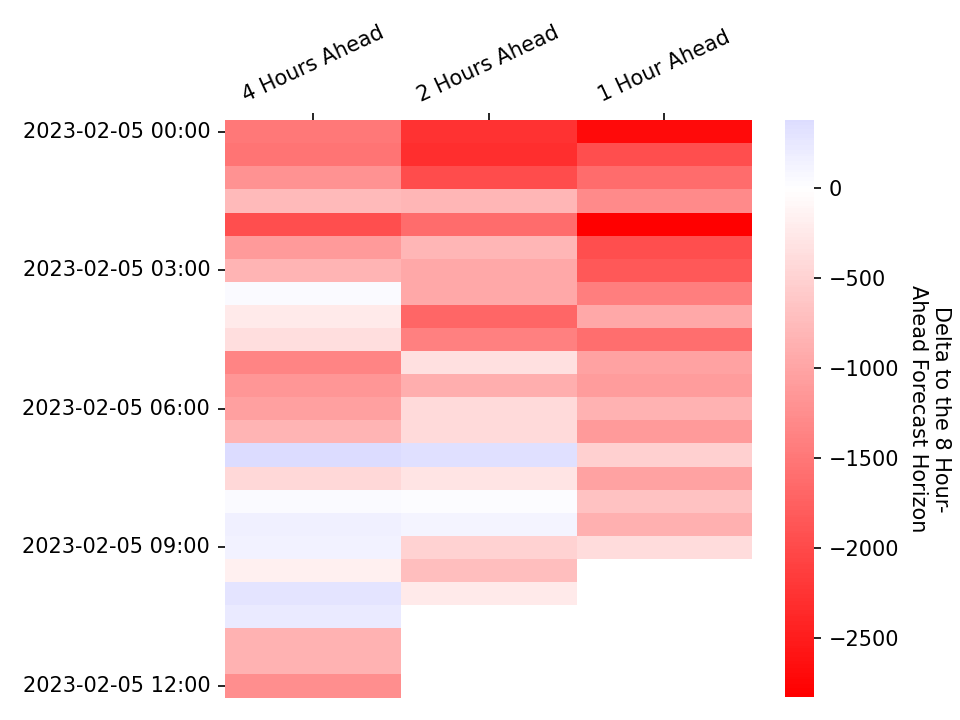 4 Hours Ahead
2 Hours Ahead
1 Hour Ahead
2023-02-05 00:00
2023-02-05 03:00
2023-02-05 06:00
2023-02-05 09:00
2023-02-05 12:00
0
−500
−1000
−1500
−2000
−2500
Delta to the 8 Hour-
Ahead Forecast Horizon